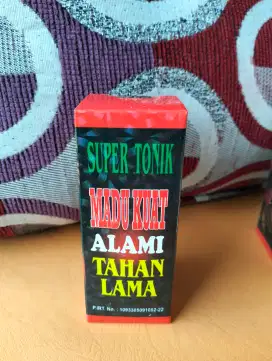 SUPER TONIK
MADU KUAT
ALAMI
TAHAN
LAMA